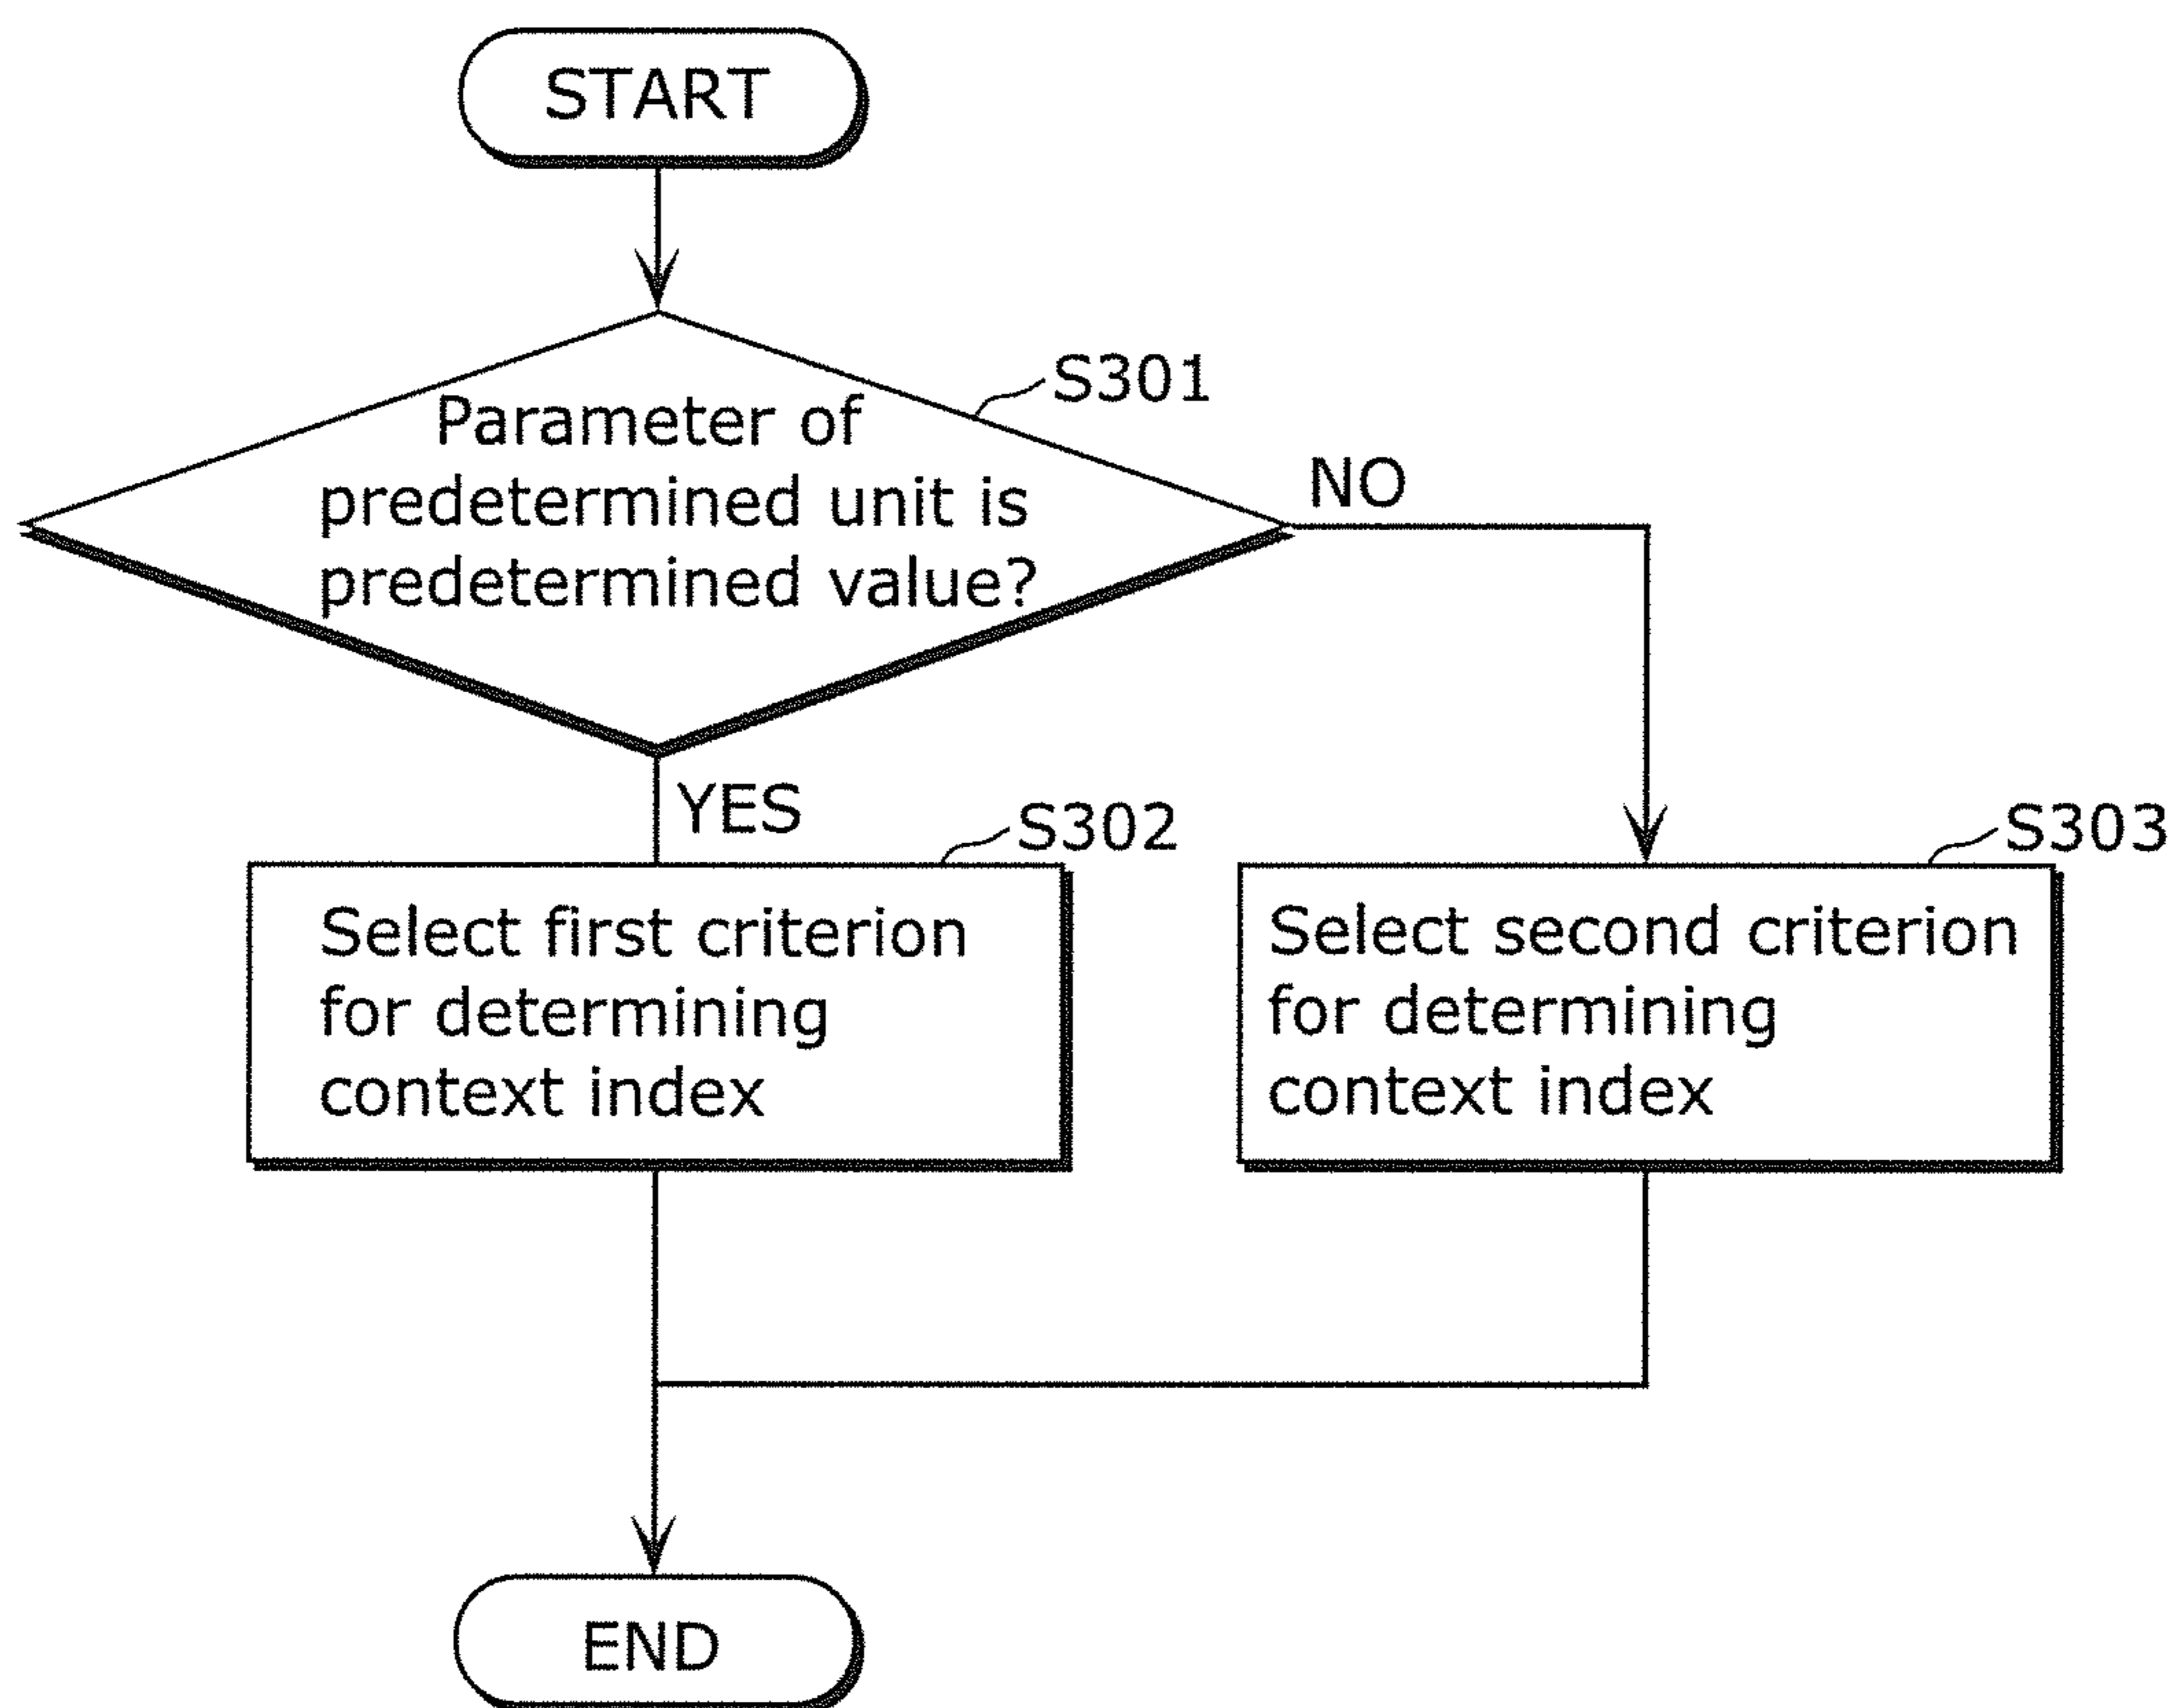 START
S301
Parameter of
predetermined unit is
predetermined value?
NO
YES
S302
Select first criterion
for determining
context index
S303
Select second criterion
for determining
context index
END